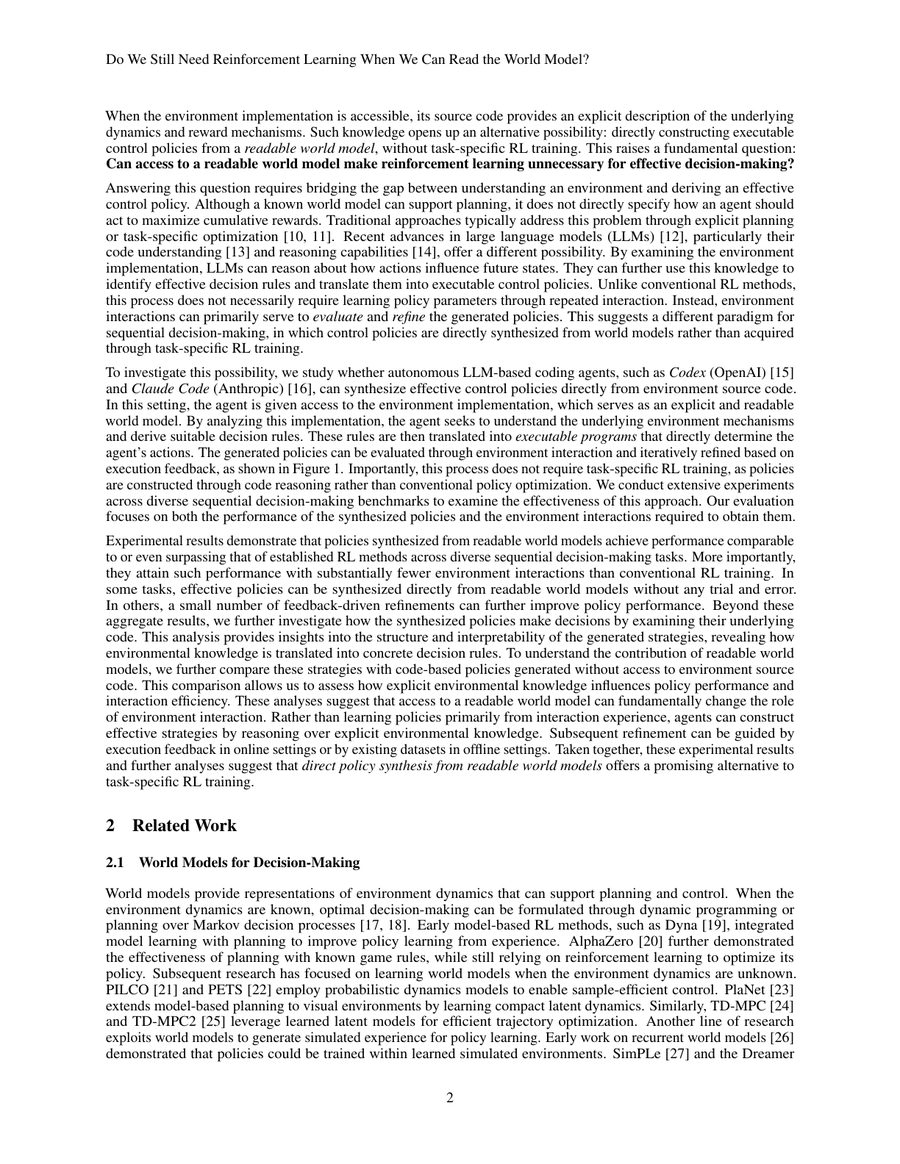 Do We Still Need Reinforcement Learning When We Can Read the World Model?
When the environment implementation is accessible, its source code provides an explicit description of the underlying
dynamics and reward mechanisms. Such knowledge opens up an alternative possibility: directly constructing executable
control policies from a readable world model, without task-specific RL training. This raises a fundamental question:
Can access to a readable world model make reinforcement learning unnecessary for effective decision-making?
Answering this question requires bridging the gap between understanding an environment and deriving an effective
control policy. Although a known world model can support planning, it does not directly specify how an agent should
act to maximize cumulative rewards. Traditional approaches typically address this problem through explicit planning
or task-specific optimization [10, 11]. Recent advances in large language models (LLMs) [12], particularly their
code understanding [13] and reasoning capabilities [14], offer a different possibility. By examining the environment
implementation, LLMs can reason about how actions influence future states. They can further use this knowledge to
identify effective decision rules and translate them into executable control policies. Unlike conventional RL methods,
this process does not necessarily require learning policy parameters through repeated interaction. Instead, environment
interactions can primarily serve to evaluate and refine the generated policies. This suggests a different paradigm for
sequential decision-making, in which control policies are directly synthesized from world models rather than acquired
through task-specific RL training.
To investigate this possibility, we study whether autonomous LLM-based coding agents, such as Codex (OpenAI) [15]
and Claude Code (Anthropic) [16], can synthesize effective control policies directly from environment source code.
In this setting, the agent is given access to the environment implementation, which serves as an explicit and readable
world model. By analyzing this implementation, the agent seeks to understand the underlying environment mechanisms
and derive suitable decision rules. These rules are then translated into executable programs that directly determine the
agent's actions. The generated policies can be evaluated through environment interaction and iteratively refined based on
execution feedback, as shown in Figure 1. Importantly, this process does not require task-specific RL training, as policies
are constructed through code reasoning rather than conventional policy optimization. We conduct extensive experiments
across diverse sequential decision-making benchmarks to examine the effectiveness of this approach. Our evaluation
focuses on both the performance of the synthesized policies and the environment interactions required to obtain them.
Experimental results demonstrate that policies synthesized from readable world models achieve performance comparable
to or even surpassing that of established RL methods across diverse sequential decision-making tasks. More importantly,
they attain such performance with substantially fewer environment interactions than conventional RL training. In
some tasks, effective policies can be synthesized directly from readable world models without any trial and error.
In others, a small number of feedback-driven refinements can further improve policy performance. Beyond these
aggregate results, we further investigate how the synthesized policies make decisions by examining their underlying
code. This analysis provides insights into the structure and interpretability of the generated strategies, revealing how
environmental knowledge is translated into concrete decision rules. To understand the contribution of readable world
models, we further compare these strategies with code-based policies generated without access to environment source
code. This comparison allows us to assess how explicit environmental knowledge influences policy performance and
interaction efficiency. These analyses suggest that access to a readable world model can fundamentally change the role
of environment interaction. Rather than learning policies primarily from interaction experience, agents can construct
effective strategies by reasoning over explicit environmental knowledge. Subsequent refinement can be guided by
execution feedback in online settings or by existing datasets in offline settings. Taken together, these experimental results
and further analyses suggest that direct policy synthesis from readable world models offers a promising alternative to
task-specific RL training.
2 Related Work
2.1 World Models for Decision-Making
World models provide representations of environment dynamics that can support planning and control. When the
environment dynamics are known, optimal decision-making can be formulated through dynamic programming or
planning over Markov decision processes [17, 18]. Early model-based RL methods, such as Dyna [19], integrated
model learning with planning to improve policy learning from experience. AlphaZero [20] further demonstrated
the effectiveness of planning with known game rules, while still relying on reinforcement learning to optimize its
policy. Subsequent research has focused on learning world models when the environment dynamics are unknown.
PILCO [21] and PETS [22] employ probabilistic dynamics models to enable sample-efficient control. PlaNet [23]
extends model-based planning to visual environments by learning compact latent dynamics. Similarly, TD-MPC [24]
and TD-MPC2 [25] leverage learned latent models for efficient trajectory optimization. Another line of research
exploits world models to generate simulated experience for policy learning. Early work on recurrent world models [26]
demonstrated that policies could be trained within learned simulated environments. SimPLe [27] and the Dreamer
2